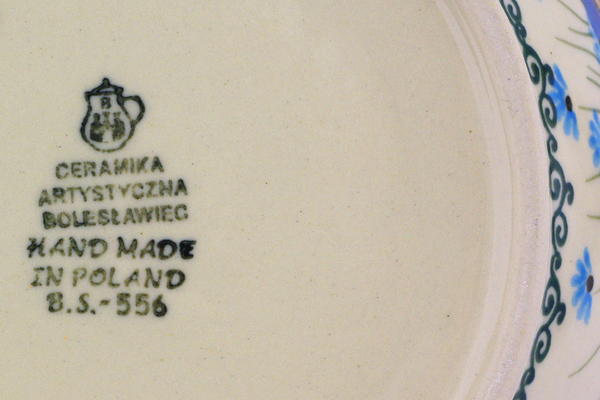 B
CERAMIKA
ARTYSTYCZNA
BOLESŁAWIEC
HAND MADE
IN POLAND
B.S.-556